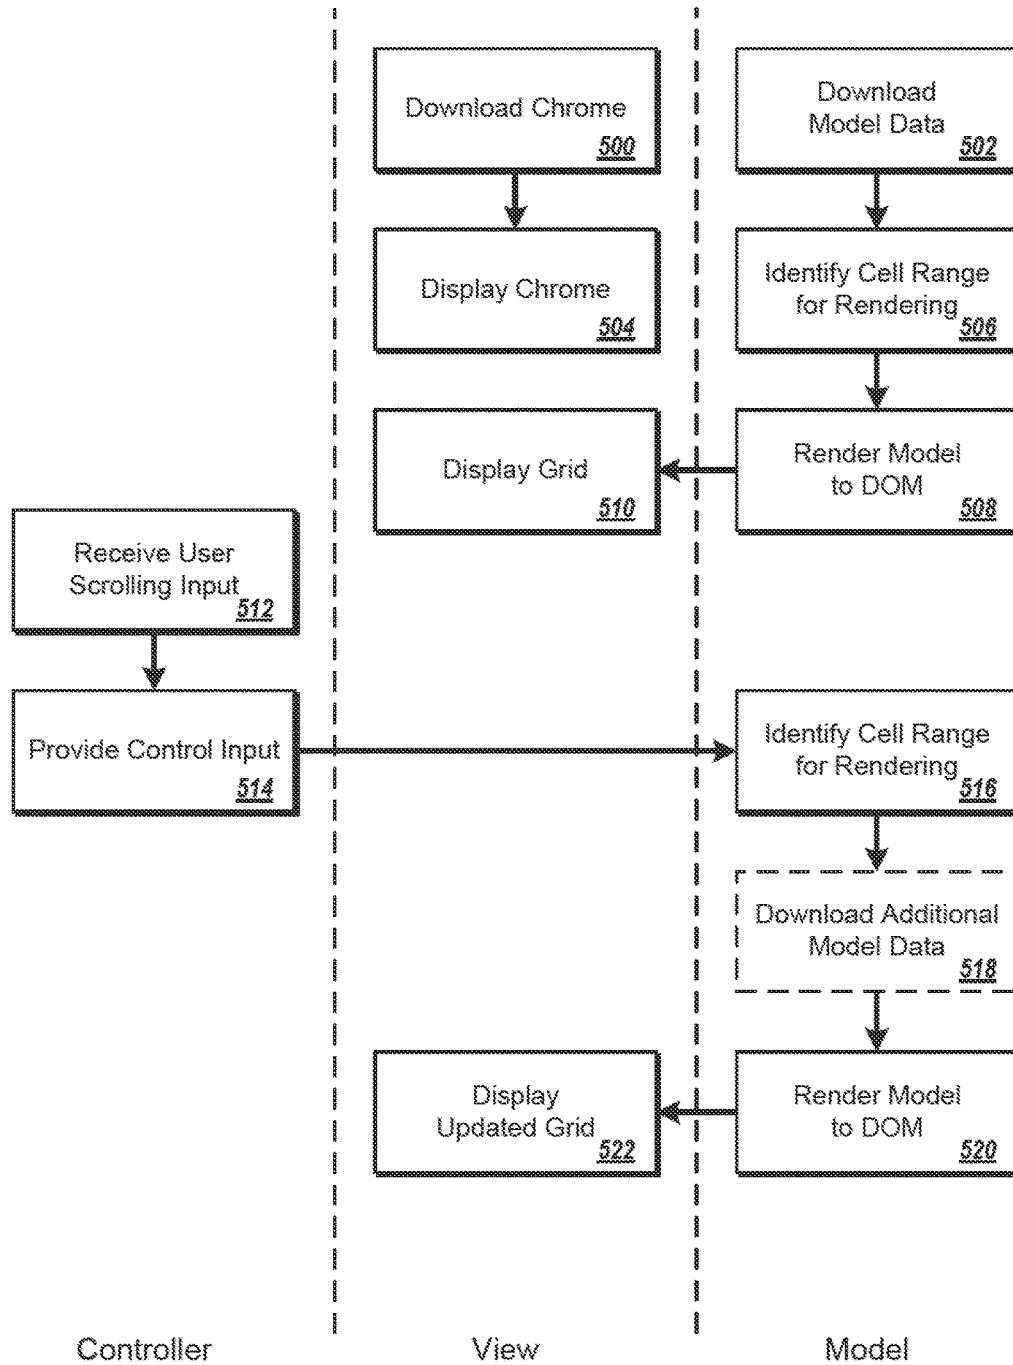 Download Chrome
500
Download
Model Data
502
Display Chrome
504
Identify Cell Range
for Rendering
506
Display Grid
510
Render Model
to DOM
508
Receive User
Scrolling Input
512
Provide Control Input
514
Identify Cell Range
for Rendering
516
Download Additional
Model Data
518
Display
Updated Grid
522
Render Model
to DOM
520
Controller
View
Model